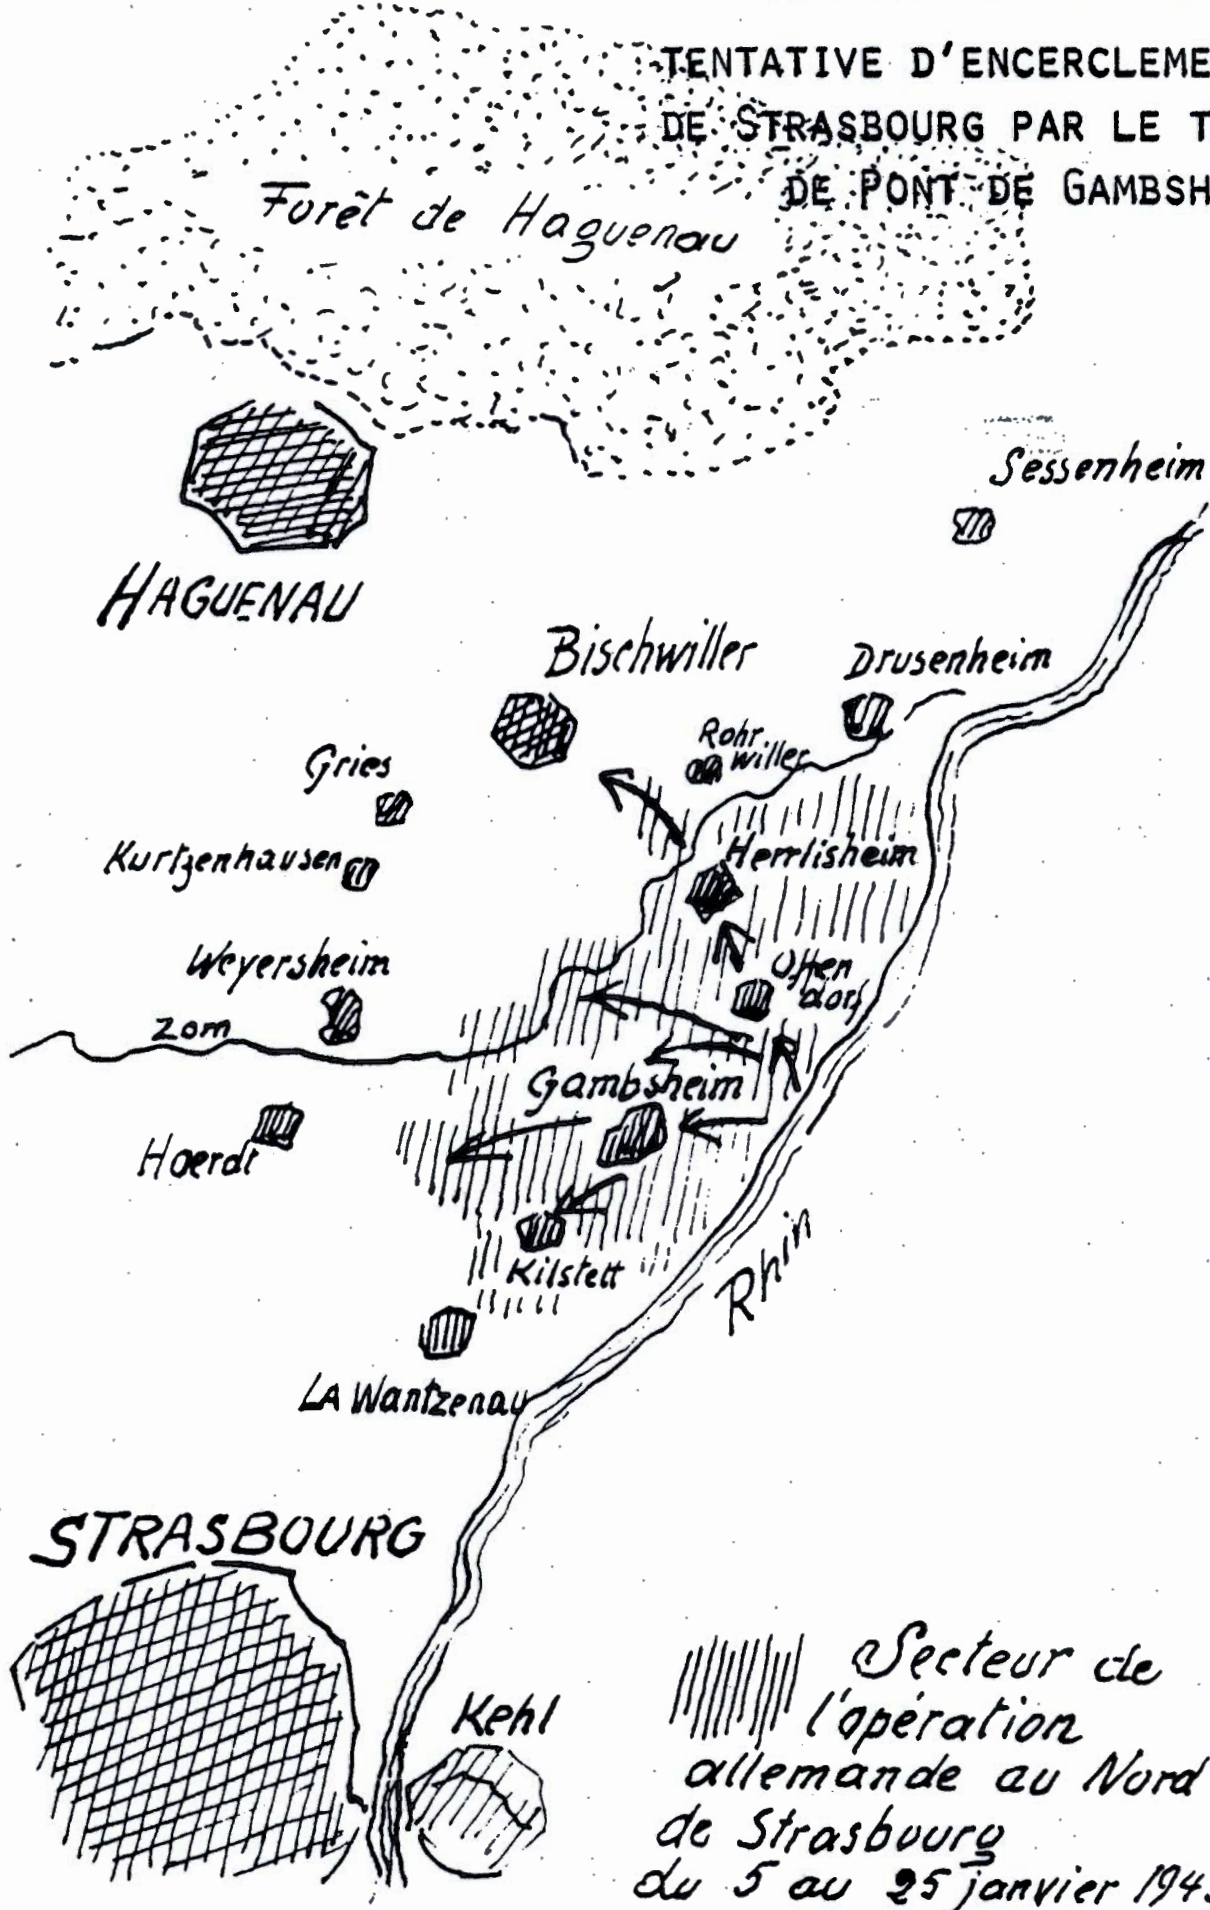 TENTATIVE D'ENCERCLEME
DE STRASBOURG PAR LE T
DE PONT DE GAMBSH
Forêt de Haguenau
Sessenheim
HAGUENAU
Bischwiller
Drusenheim
Rohr
willer
Gries
Kurtzenhausen
Herrlisheim
Weyersheim
Offen
dorf
Zorn
Gambsheim
Hoerdt
Kilstett
Rhin
LA Wantzenau
STRASBOURG
Kehl
Secteur de
l'opération
allemande au Nord
de Strasbourg
du 5 au 25 janvier 194